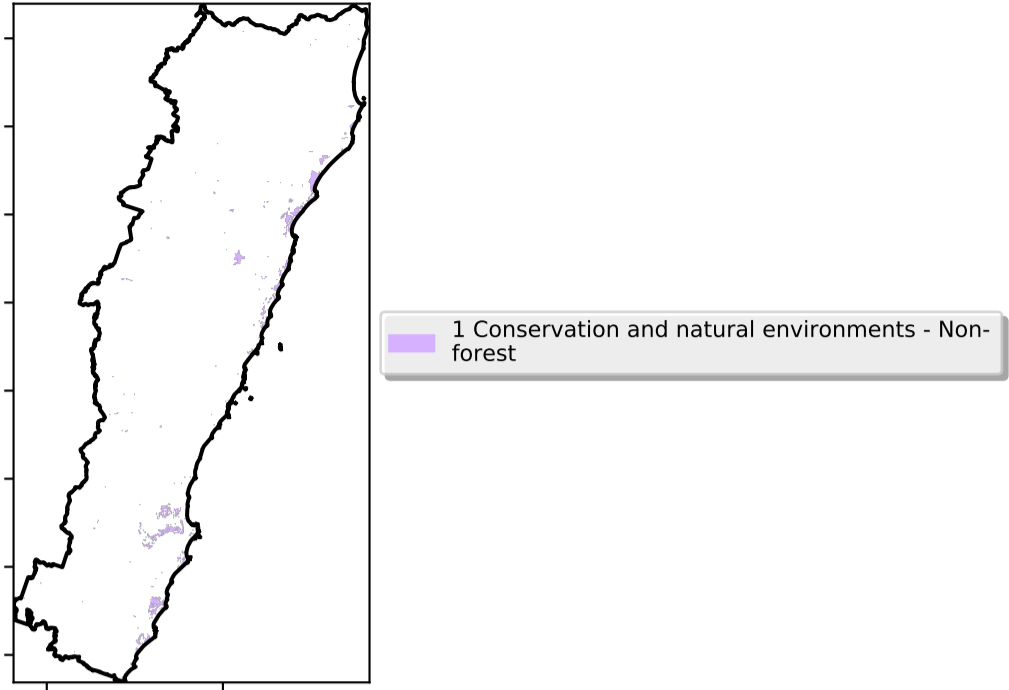 1 Conservation and natural environments - Non-
forest